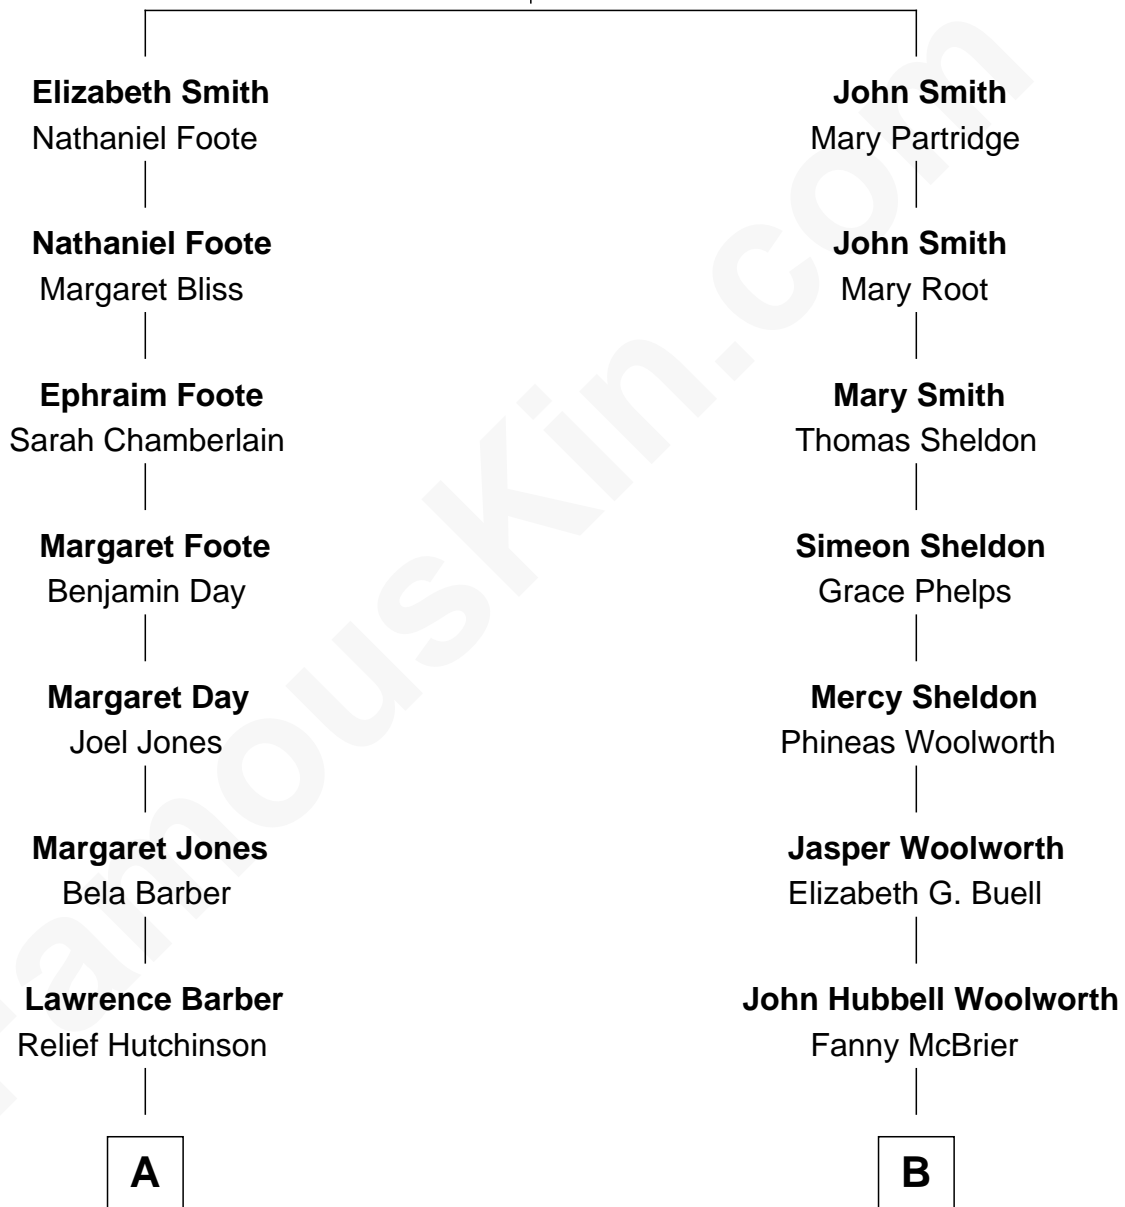 Elizabeth Smith
Nathaniel Foote
Nathaniel Foote
Margaret Bliss
Ephraim Foote
Sarah Chamberlain
Margaret Foote
Benjamin Day
Margaret Day
Joel Jones
Margaret Jones
Bela Barber
Lawrence Barber
Relief Hutchinson
A
John Smith
Mary Partridge
John Smith
Mary Root
Mary Smith
Thomas Sheldon
Simeon Sheldon
Grace Phelps
Mercy Sheldon
Phineas Woolworth
Jasper Woolworth
Elizabeth G. Buell
John Hubbell Woolworth
Fanny McBrier
B
FamousKin.com